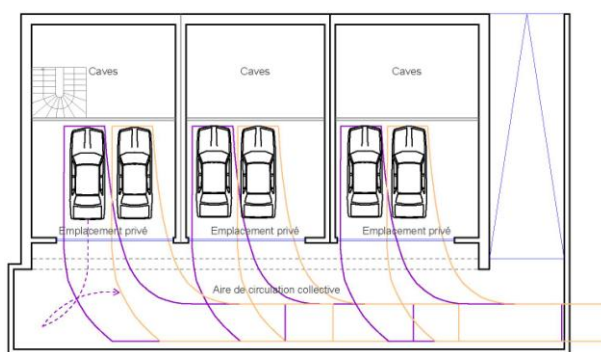 Caves
Caves
Caves
Emplacement privé
Emplacement privé
Emplacement privé
Aire de circulation collective